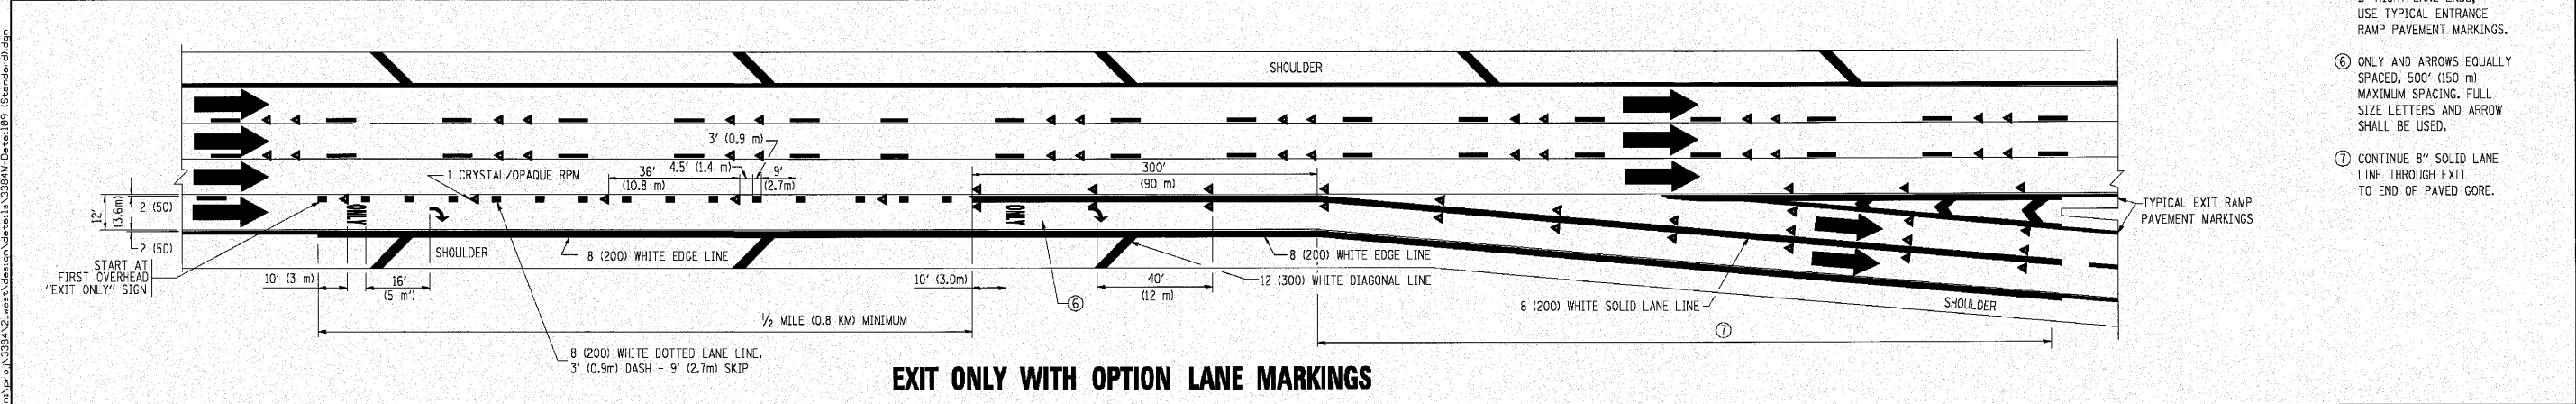 USE TYPICAL ENTRANCE
RAMP PAVEMENT MARKINGS.
6 ONLY AND ARROWS EQUALLY
SPACED, 500' (150 m)
MAXIMUM SPACING. FULL
SIZE LETTERS AND ARROW
SHALL BE USED.
7 CONTINUE 8" SOLID LANE
LINE THROUGH EXIT
TO END OF PAVED GORE.
SHOULDER
3' (0.9 m)
1 CRYSTAL/OPAQUE RPM
36'
(10.8 m)
4.5' (1.4 m)
9'
(2.7m)
300'
(90 m)
12'
(3.6m)
2 (50)
2 (50)
ONLY
ONLY
SHOULDER
8 (200) WHITE EDGE LINE
8 (200) WHITE EDGE LINE
12 (300) WHITE DIAGONAL LINE
TYPICAL EXIT RAMP
PAVEMENT MARKINGS
START AT
FIRST OVERHEAD
"EXIT ONLY" SIGN
10' (3 m)
16'
(5 m')
10' (3.0m)
6
40'
(12 m)
8 (200) WHITE SOLID LANE LINE
SHOULDER
1/2 MILE (0.8 KM) MINIMUM
7
8 (200) WHITE DOTTED LANE LINE,
3' (0.9m) DASH - 9' (2.7m) SKIP
EXIT ONLY WITH OPTION LANE MARKINGS